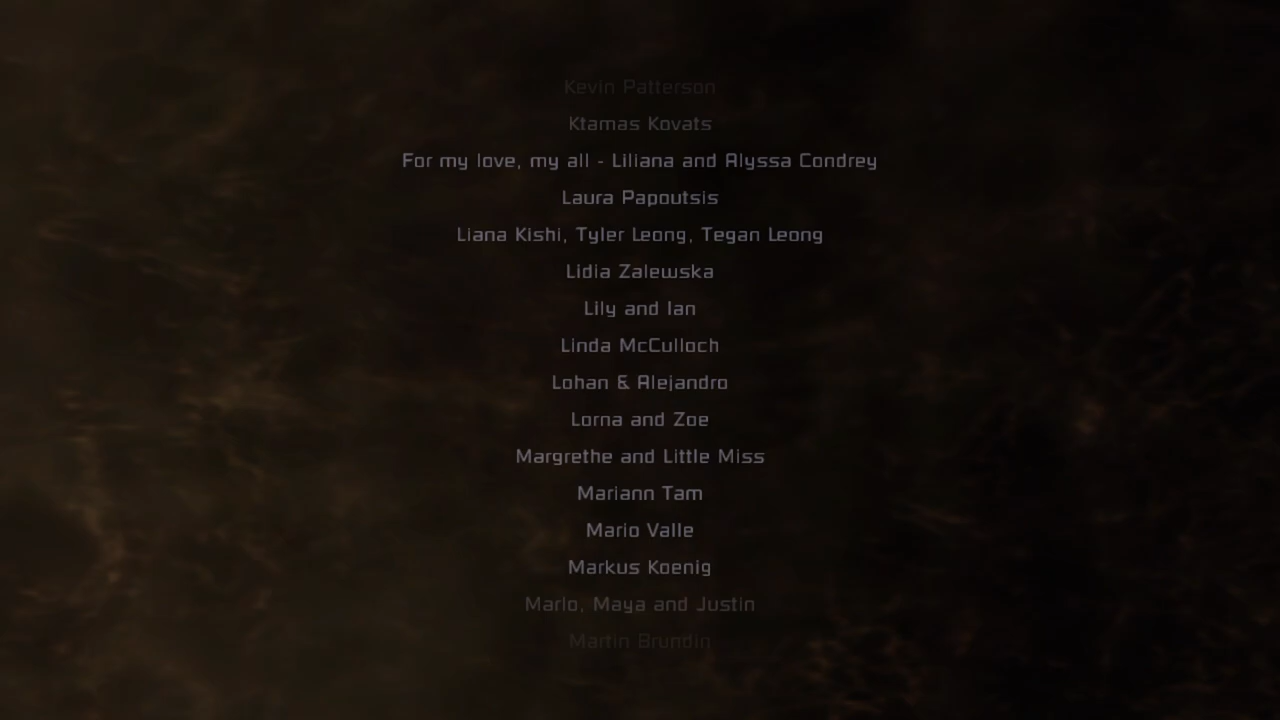 Kevin Patterson
Ktamas Kovats
For my love, my all - Liliana and Alyssa Condrey
Laura Papoutsis
Liana Kishi, Tyler Leong, Tegan Leong
Lidia Zalewska
Lily and Ian
Linda McCulloch
Lohan & Alejandro
Lorna and Zoe
Margrethe and Little Miss
Mariann Tam
Mario Valle
Markus Koenig
Marlo, Maya and Justin
Martin Brundin